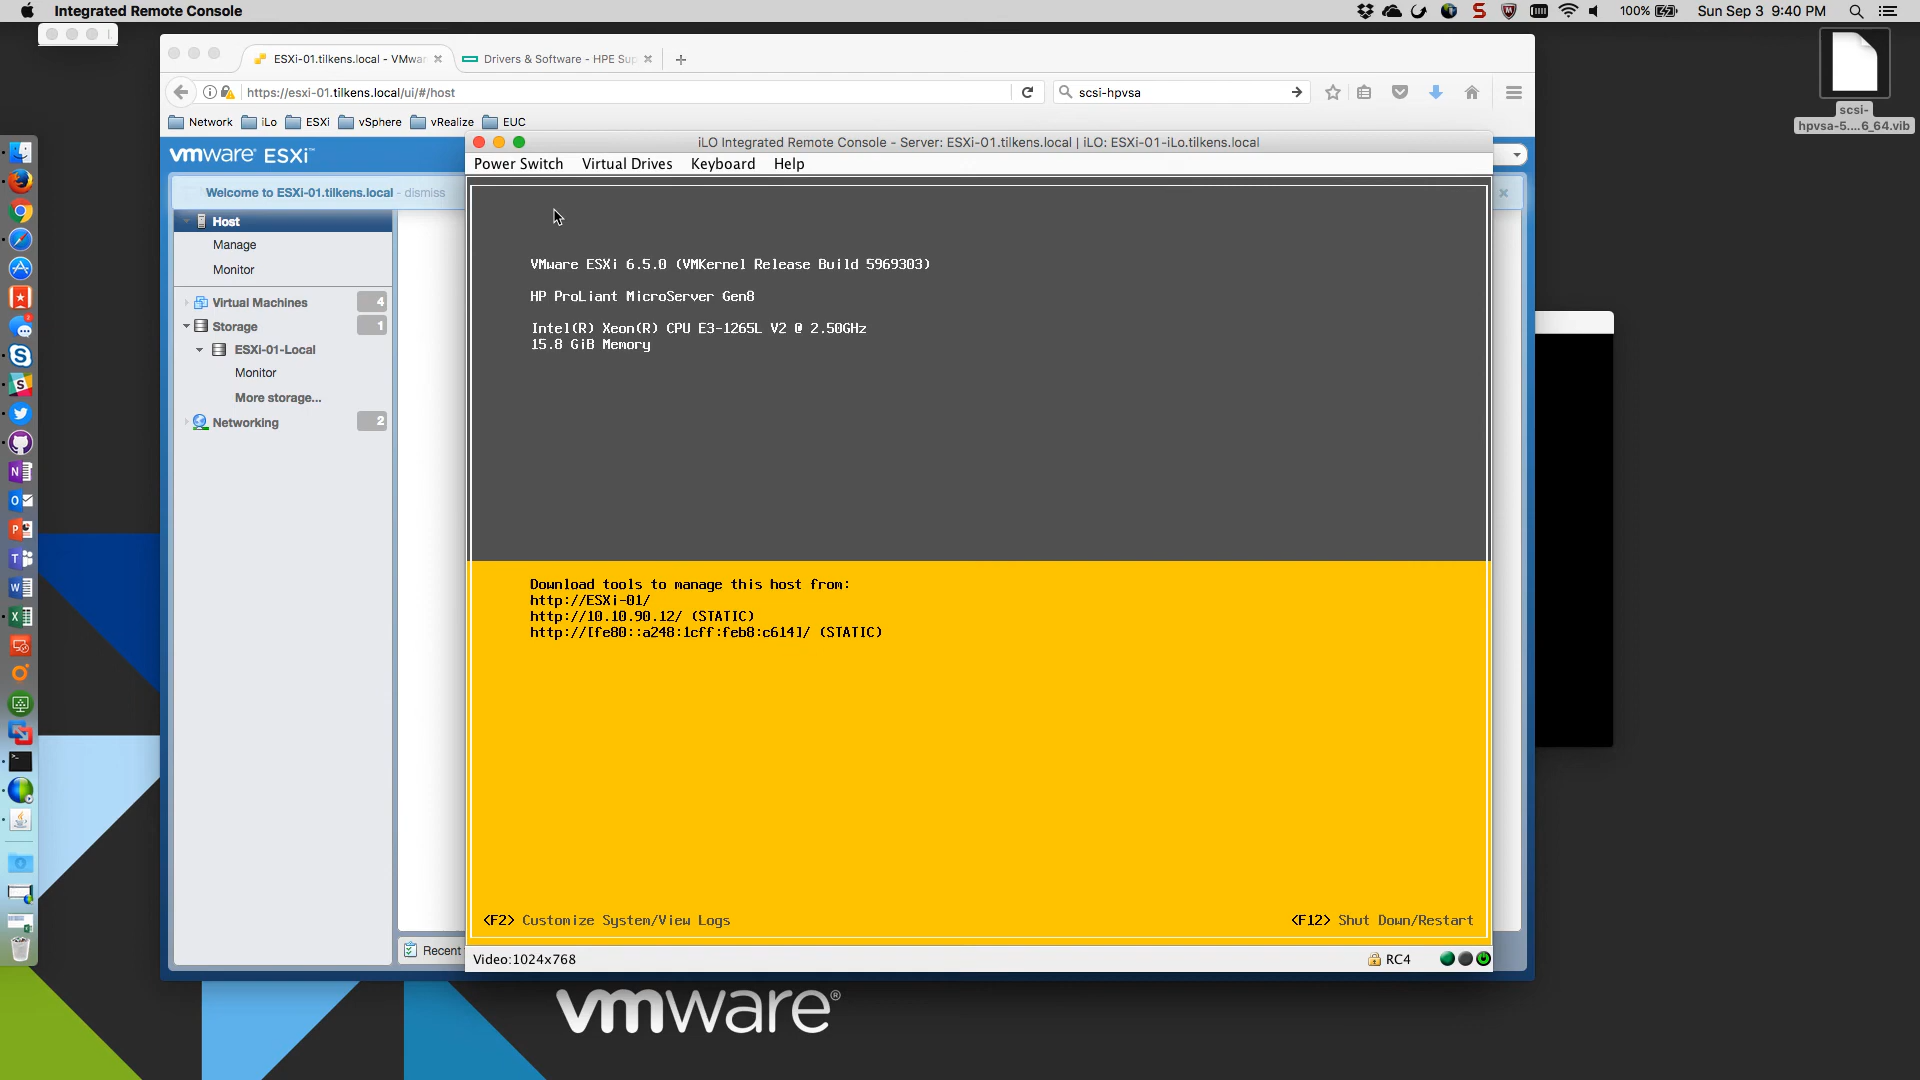 Integrated Remote Console
100%
Sun Sep 3 9:40 PM
ESXi-01.tilkens.local - VMwar
Drivers & Software - HPE Sup
https://esxi-01.tilkens.local/ui/#/host
scsi-hpvsa
Network
iLo
ESXi
vSphere
vRealize
EUC
scsi-
hpvsa-5....6_64.vib
vmware ESXi™
iLO Integrated Remote Console - Server: ESXi-01.tilkens.local | iLO: ESXi-01-iLo.tilkens.local
Power Switch
Virtual Drives
Keyboard
Help
Welcome to ESXi-01.tilkens.local - dismiss
Host
Manage
Monitor
Virtual Machines
4
Storage
1
ESXi-01-Local
Monitor
More storage...
Networking
2
VMware ESXi 6.5.0 (VMKernel Release Build 5969303)
HP ProLiant MicroServer Gen8
Intel(R) Xeon(R) CPU E3-1265L V2 @ 2.50GHz
15.8 GiB Memory
Download tools to manage this host from:
http://ESXi-01/
http://10.10.90.12/ (STATIC)
http://[fe80::a248:1cff:feb8:c614]/ (STATIC)
<F2> Customize System/View Logs
<F12> Shut Down/Restart
Recent
Video:1024x768
RC4
vmware®